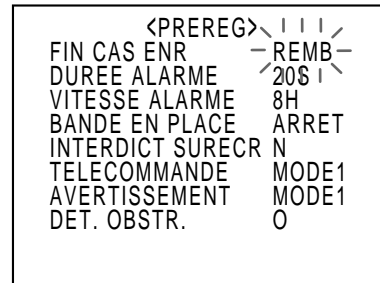 <PREREG>
FIN CAS ENR REMB
DUREE ALARME 20S
VITESSE ALARME 8H
BANDE EN PLACE ARRET
INTERDICT SURECR N
TELECOMMANDE MODE1
AVERTISSEMENT MODE1
DET. OBSTR. O